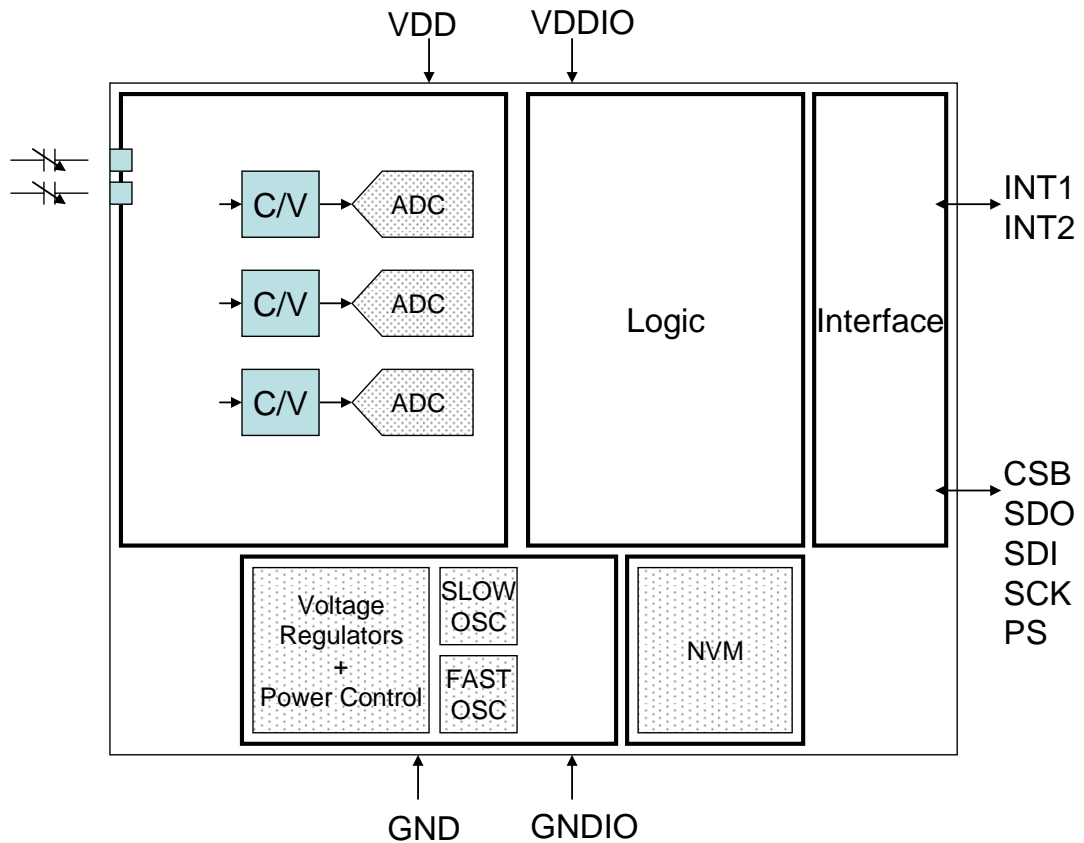 VDD
VDDIO
C/V
ADC
C/V
ADC
C/V
ADC
Logic
Interface
INT1
INT2
CSB
SDO
SDI
SCK
PS
Voltage
Regulators
+
Power Control
SLOW
OSC
FAST
OSC
NVM
GND
GNDIO